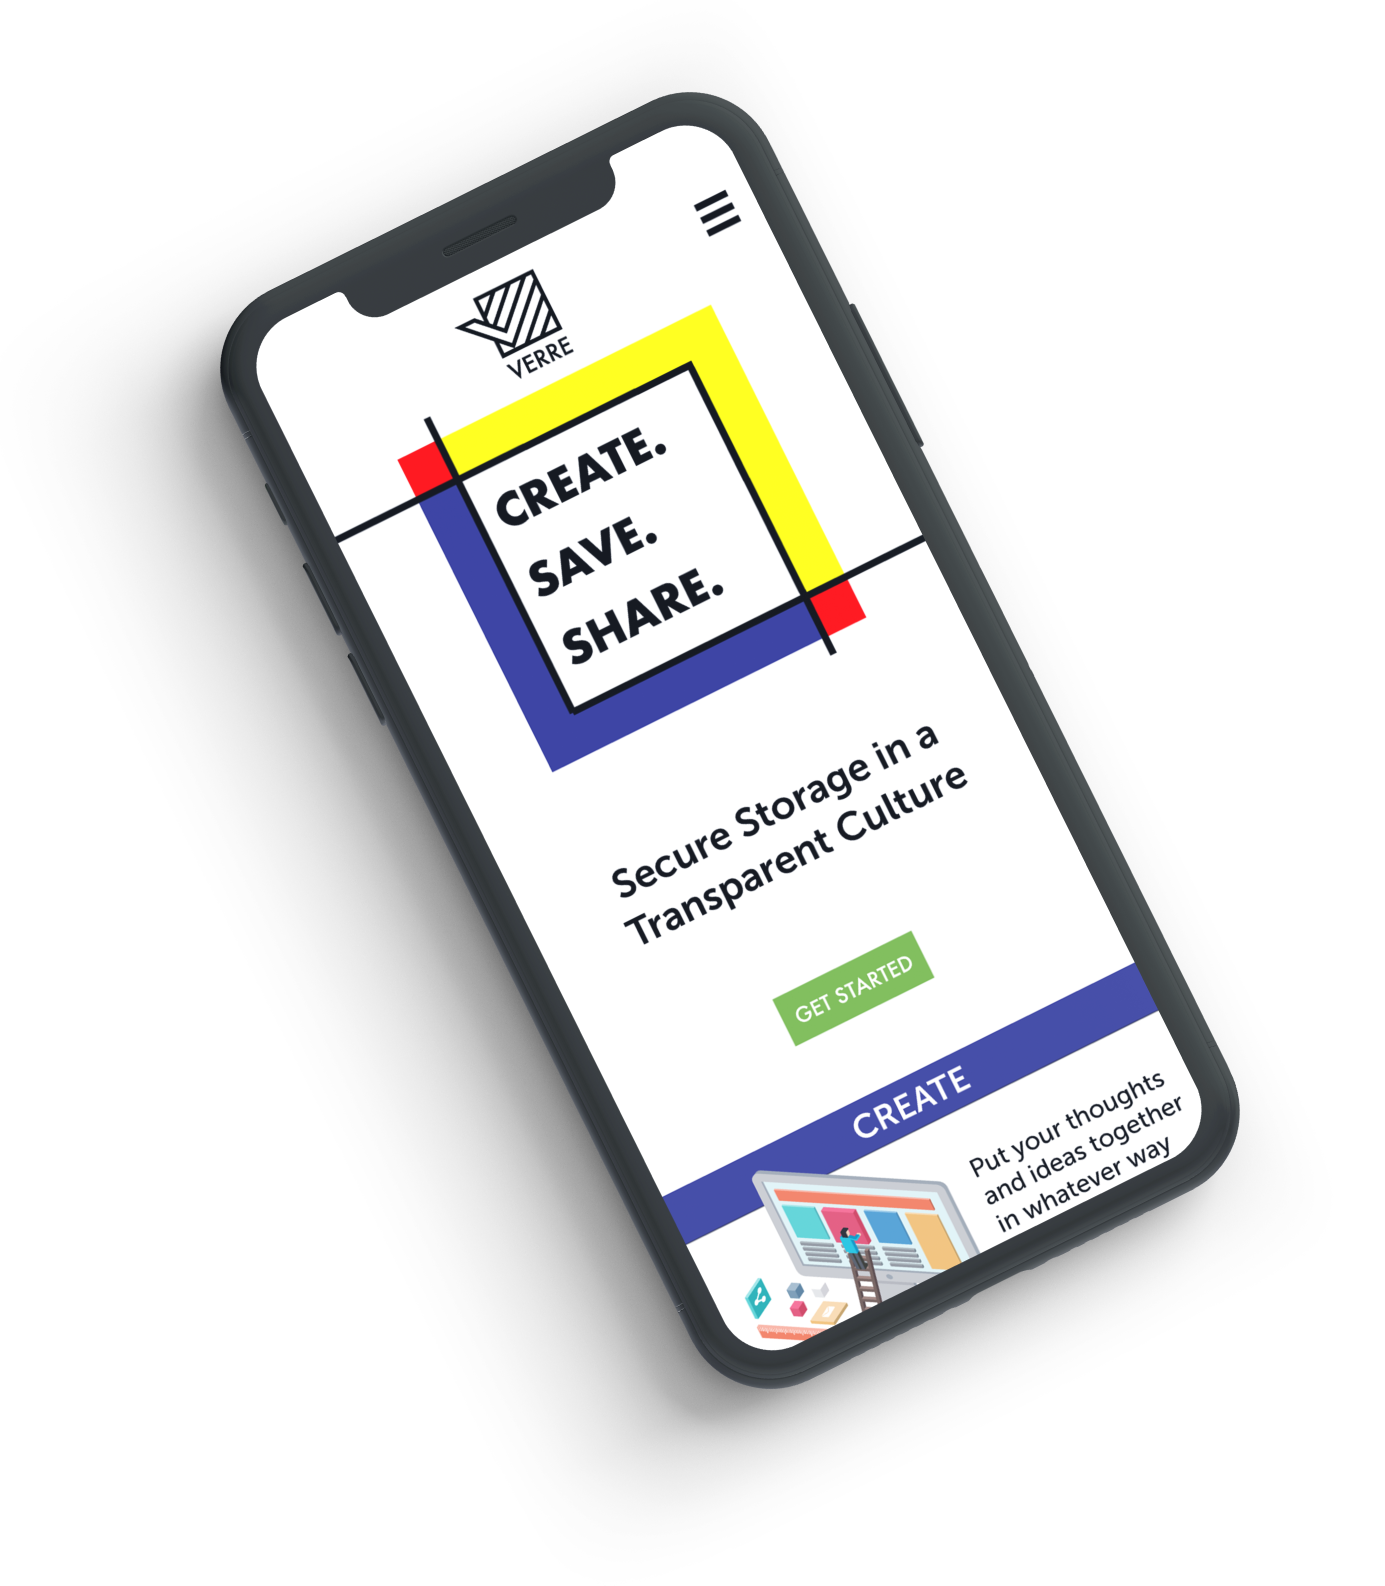 VERRE
CREATE.
SAVE.
SHARE.
Secure Storage in a
Transparent Culture
GET STARTED
CREATE
Put your thoughts
and ideas together
in whatever way